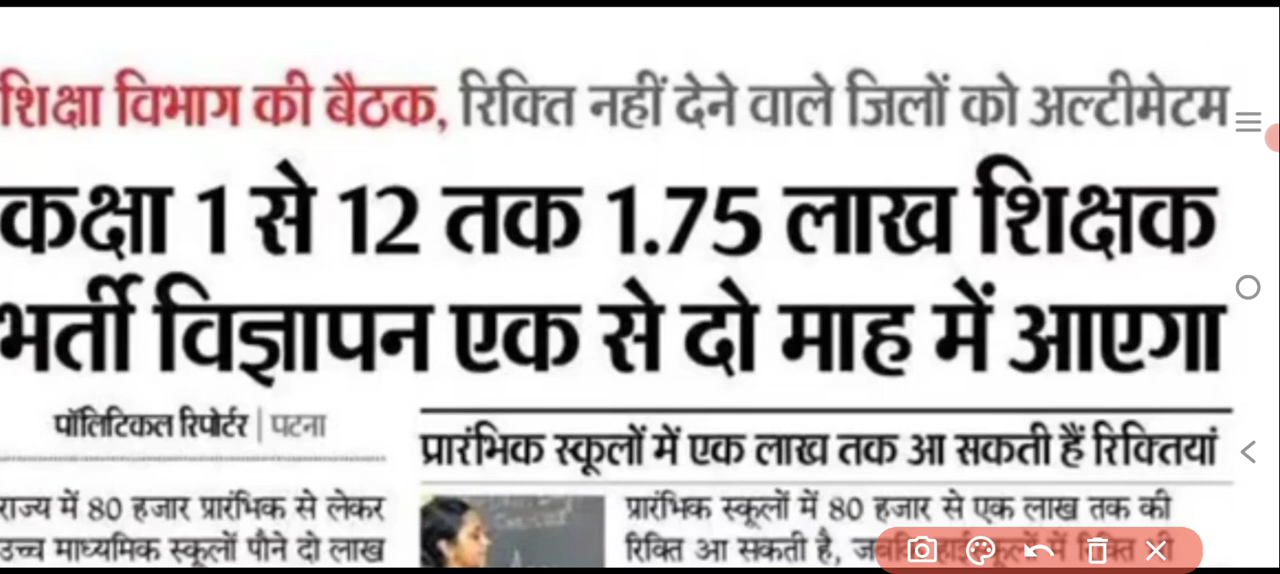 शिक्षा विभाग की बैठक, रिक्ति नहीं देने वाले जिलों को अल्टीमेटम
कक्षा 1 से 12 तक 1.75 लाख शिक्षक
भर्ती विज्ञापन एक से दो माह में आएगा
पॉलिटिकल रिपोर्टर | पटना
राज्य में 80 हजार प्रारंभिक से लेकर
उच्च माध्यमिक स्कूलों पौने दो लाख
प्रारंभिक स्कूलों में एक लाख तक आ सकती हैं रिक्तियां
प्रारंभिक स्कूलों में 80 हजार से एक लाख तक की
रिक्ति आ सकती है, जबकि हाई स्कूलों में रिक्ति की